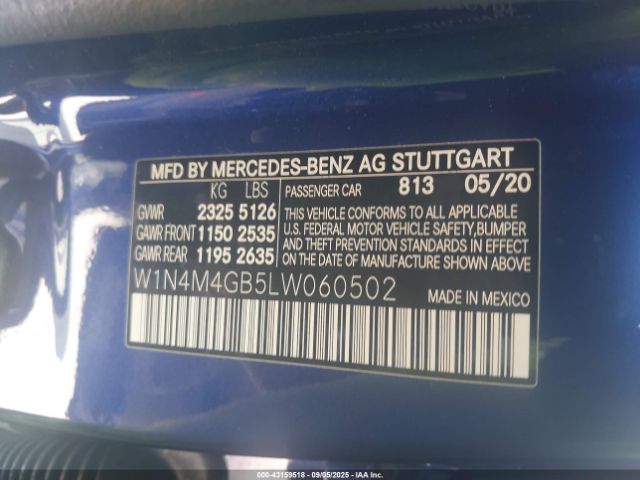 MFD BY MERCEDES-BENZ AG STUTTGART
KG LBS
GVWR 2325 5126
GAWR FRONT 1150 2535
GAWR REAR 1195 2635
PASSENGER CAR 813 05/20
THIS VEHICLE CONFORMS TO ALL APPLICABLE
U.S. FEDERAL MOTOR VEHICLE SAFETY, BUMPER
AND THEFT PREVENTION STANDARDS IN EFFECT
ON THE DATE OF MANUFACTURE SHOWN ABOVE.
W1N4M4GB5LW060502
MADE IN MEXICO
000-43159518 - 09/05/2025 - IAA Inc.